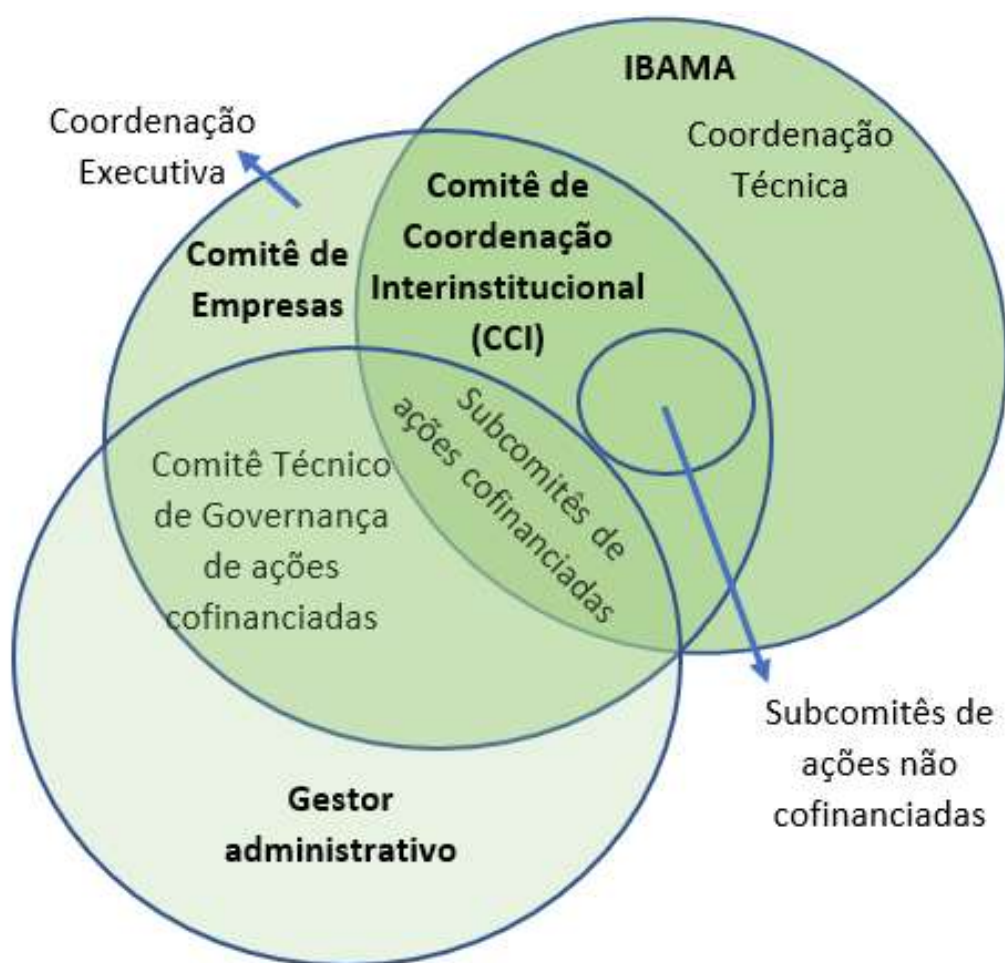 IBAMA
Coordenação
Técnica
Coordenação
Executiva
Comitê de
Coordenação
Interinstitucional
(CCI)
Comitê de
Empresas
Subcomitês de
ações cofinanciadas
Comitê Técnico
de Governança
de ações
cofinanciadas
Subcomitês de
ações não
cofinanciadas
Gestor
administrativo